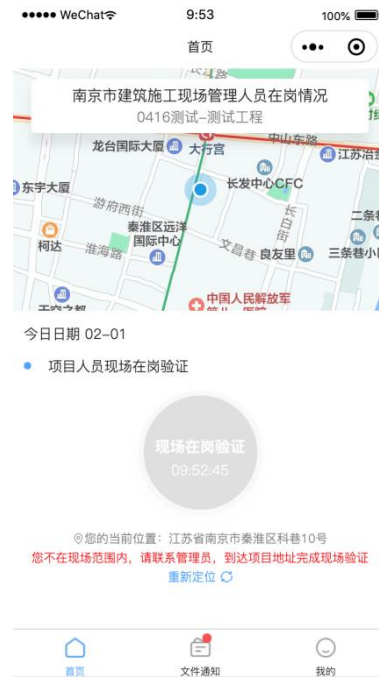 WeChat
9:53
100%
首页
南京市建筑施工现场管理人员在岗情况
0416测试-测试工程
中山东路
龙台国际大厦
大行宫
江苏冶
东宇大厦
长发中心CFC
游府西街
长白街
二条巷
秦淮区远洋
国际中心
柯达
淮海路
文昌巷
良友里
三条巷小
中国人民解放军
今日日期 02-01
项目人员现场在岗验证
现场在岗验证
09:52:45
您的当前位置：江苏省南京市秦淮区科巷10号
您不在现场范围内，请联系管理员，到达项目地址完成现场验证
重新定位
首页
文件通知
我的